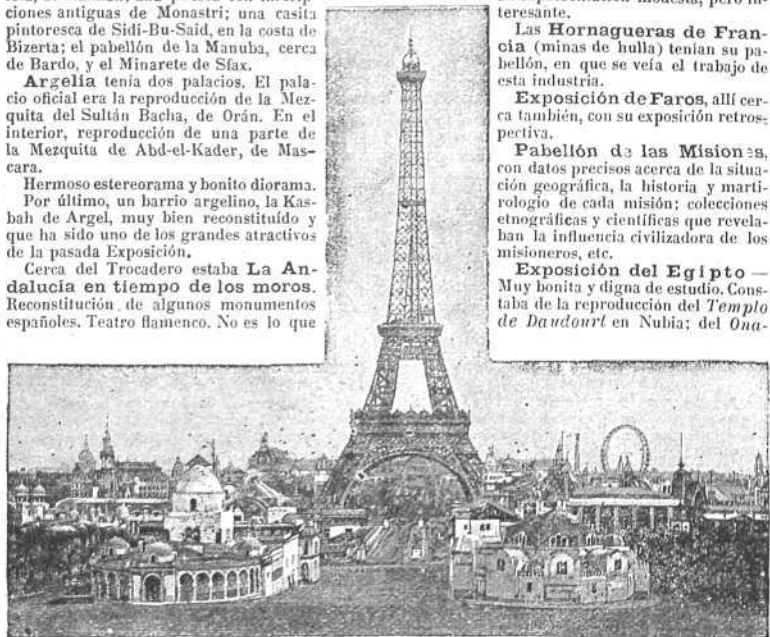 ciones antiguas de Monastri; una casita
pintoresca de Sidi-Bu-Said, en la costa de
Bizerta; el pabellón de la Manuba, cerca
de Bardo, y el Minarete de Sfax.
Argelia tenía dos palacios. El pala-
cio oficial era la reproducción de la Mez-
quita del Sultán Bacha, de Orán. En el
interior, reproducción de una parte de
la Mezquita de Abd-el-Kader, de Mas-
cara.
Hermoso estereorama y bonito diorama.
Por último, un barrio argelino, la Kas-
bah de Argel, muy bien reconstituído y
que ha sido uno de los grandes atractivos
de la pasada Exposición.
Cerca del Trocadero estaba La An-
dalucía en tiempo de los moros.
Reconstitución de algunos monumentos
españoles. Teatro flamenco. No es lo que
teresante.
Las Hornagueras de Fran-
cia (minas de hulla) tenían su pa-
bellón, en que se veía el trabajo de
esta industria.
Exposición de Faros, allí cer-
ca también, con su exposición retros-
pectiva.
Pabellón de las Misiones,
con datos precisos acerca de la situa-
ción geográfica, la historia y marti-
rologio de cada misión; colecciones
etnográficas y científicas que revela-
ban la influencia civilizadora de los
misioneros, etc.
Exposición del Egipto —
Muy bonita y digna de estudio. Cons-
taba de la reproducción del Templo
de Daudourt en Nubia; del Ona-